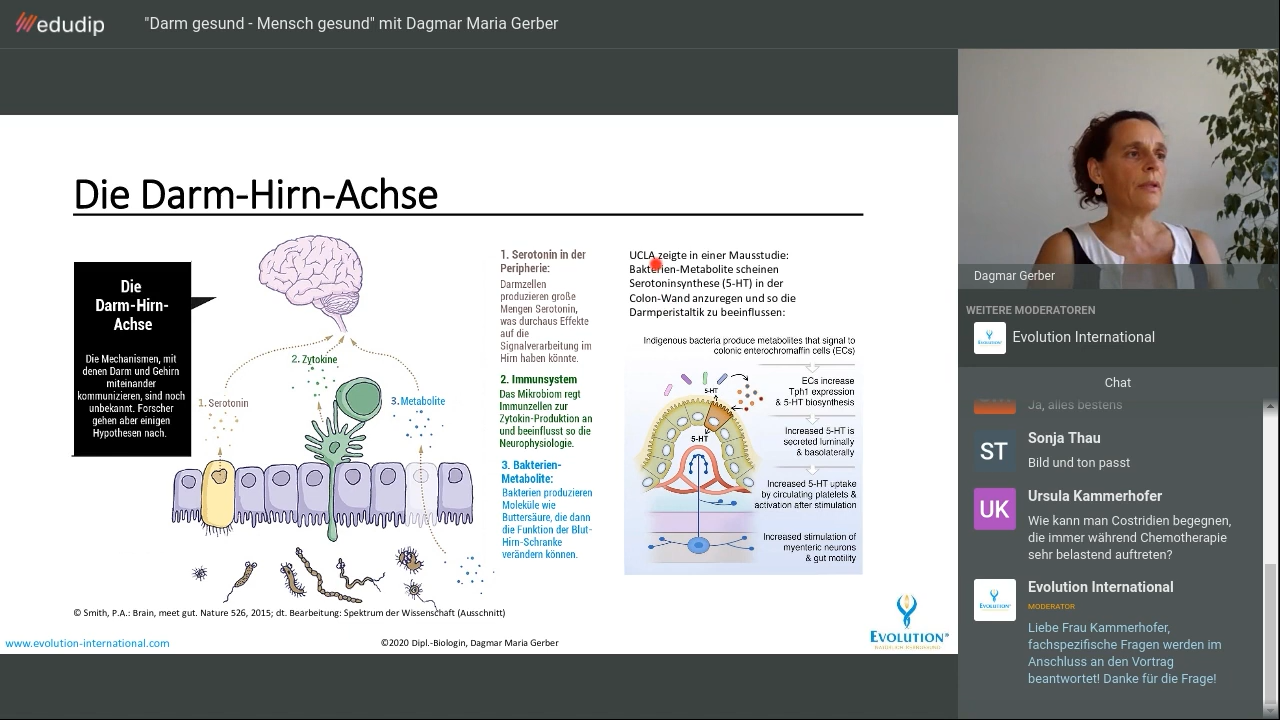 edudip
"Darm gesund - Mensch gesund" mit Dagmar Maria Gerber
Die Darm-Hirn-Achse
Die
Darm-Hirn-
Achse
Die Mechanismen, mit
denen Darm und Gehirn
miteinander
kommunizieren, sind noch
unbekannt. Forscher
gehen aber einigen
Hypothesen nach.
1. Serotonin
2. Zytokine
3. Metabolite
1. Serotonin in der
Peripherie:
Darmzellen
produzieren große
Mengen Serotonin,
was durchaus Effekte
auf die
Signalverarbeitung im
Hirn haben könnte.
2. Immunsystem
Das Mikrobiom regt
Immunzellen zur
Zytokin-Produktion an
und beeinflusst so die
Neurophysiologie.
3. Bakterien-
Metabolite:
Bakterien produzieren
Moleküle wie
Buttersäure, die dann
die Funktion der Blut-
Hirn-Schranke
verändern können.
UCLA zeigte in einer Mausstudie:
Bakterien-Metabolite scheinen
Serotoninsynthese (5-HT) in der
Colon-Wand anzuregen und so die
Darmperistaltik zu beeinflussen:
Indigenous bacteria produce metabolites that signal to
colonic enterochromaffin cells (ECs)
5-HT
5-HT
ECs increase
Tph1 expression
& 5-HT biosynthesis
Increased 5-HT is
secreted luminally
& basolaterally
Increased 5-HT uptake
by circulating platelets &
activation after stimulation
Increased stimulation of
myenteric neurons
& gut motility
© Smith, P.A.: Brain, meet gut. Nature 526, 2015; dt. Bearbeitung: Spektrum der Wissenschaft (Ausschnitt)
www.evolution-international.com
©2020 Dipl.-Biologin, Dagmar Maria Gerber
EVOLUTION®
Dagmar Gerber
WEITERE MODERATOREN
Evolution International
Chat
Ja, alles bestens
ST
Sonja Thau
Bild und ton passt
UK
Ursula Kammerhofer
Wie kann man Costridien begegnen,
die immer während Chemotherapie
sehr belastend auftreten?
Evolution International
MODERATOR
Liebe Frau Kammerhofer,
fachspezifische Fragen werden im
Anschluss an den Vortrag
beantwortet! Danke für die Frage!